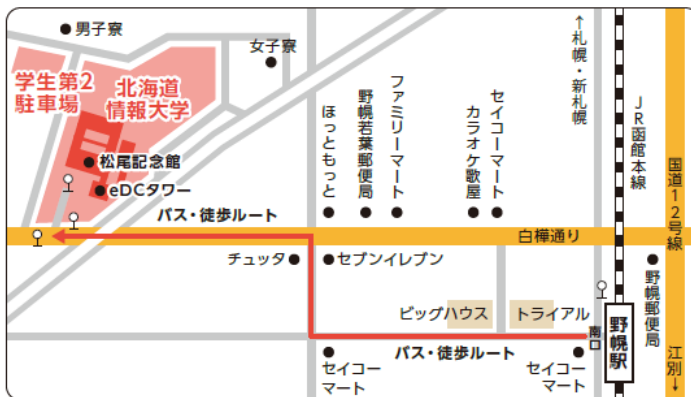 男子寮
女子寮
学生第2
駐車場
北海道
情報大学
松尾記念館
eDCタワー
バス・徒歩ルート
ほっともっと
野幌若葉郵便局
ファミリーマート
カラオケ歌屋
セイコーマート
↑札幌・新札幌
JR函館本線
国道12号線
白樺通り
チュッタ
セブンイレブン
野幌郵便局
ビッグハウス
トライアル
南口
野幌駅
バス・徒歩ルート
セイコー
マート
セイコー
マート
江別→